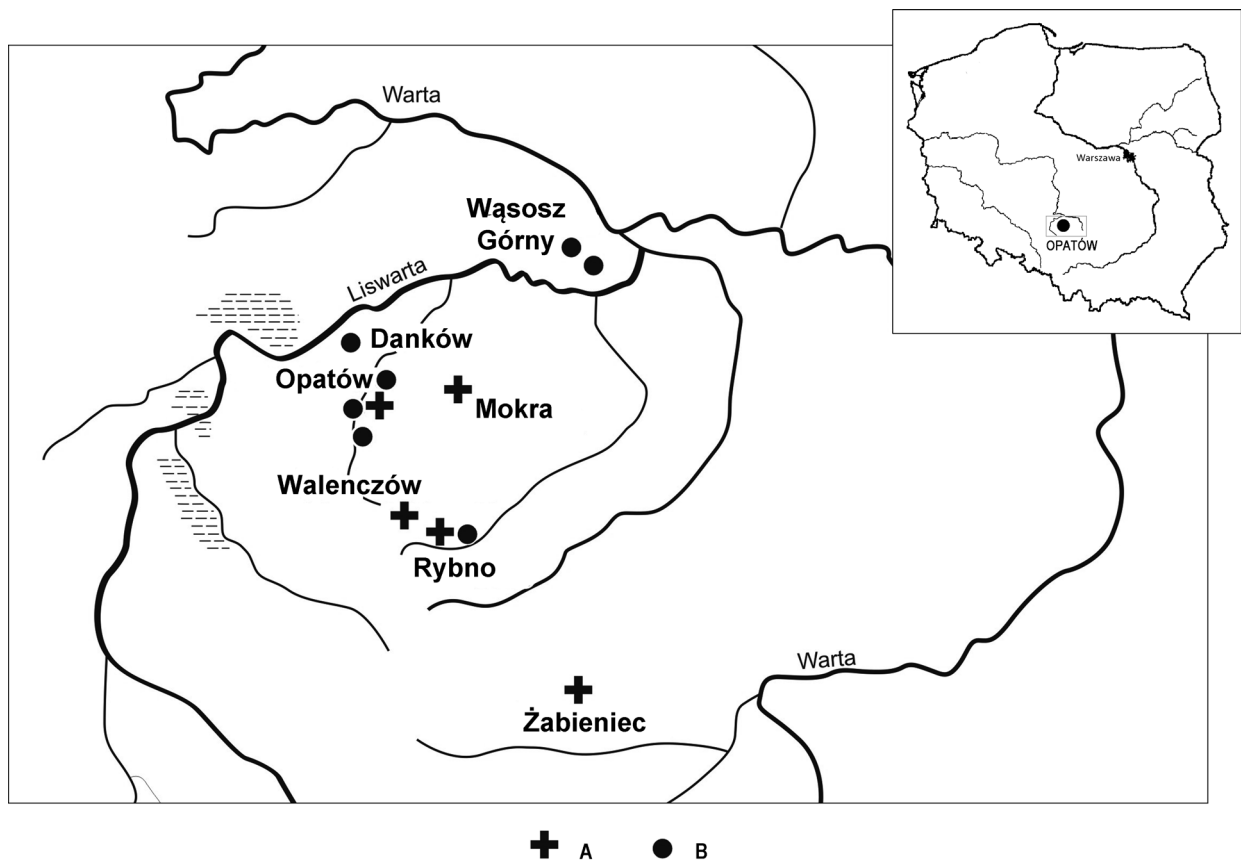 Warta
Warszawa
OPATÓW
Wąsosz
Górny
Liswarta
Danków
Opatów
Mokra
Walenczów
Rybno
Warta
Żabieniec
A
B